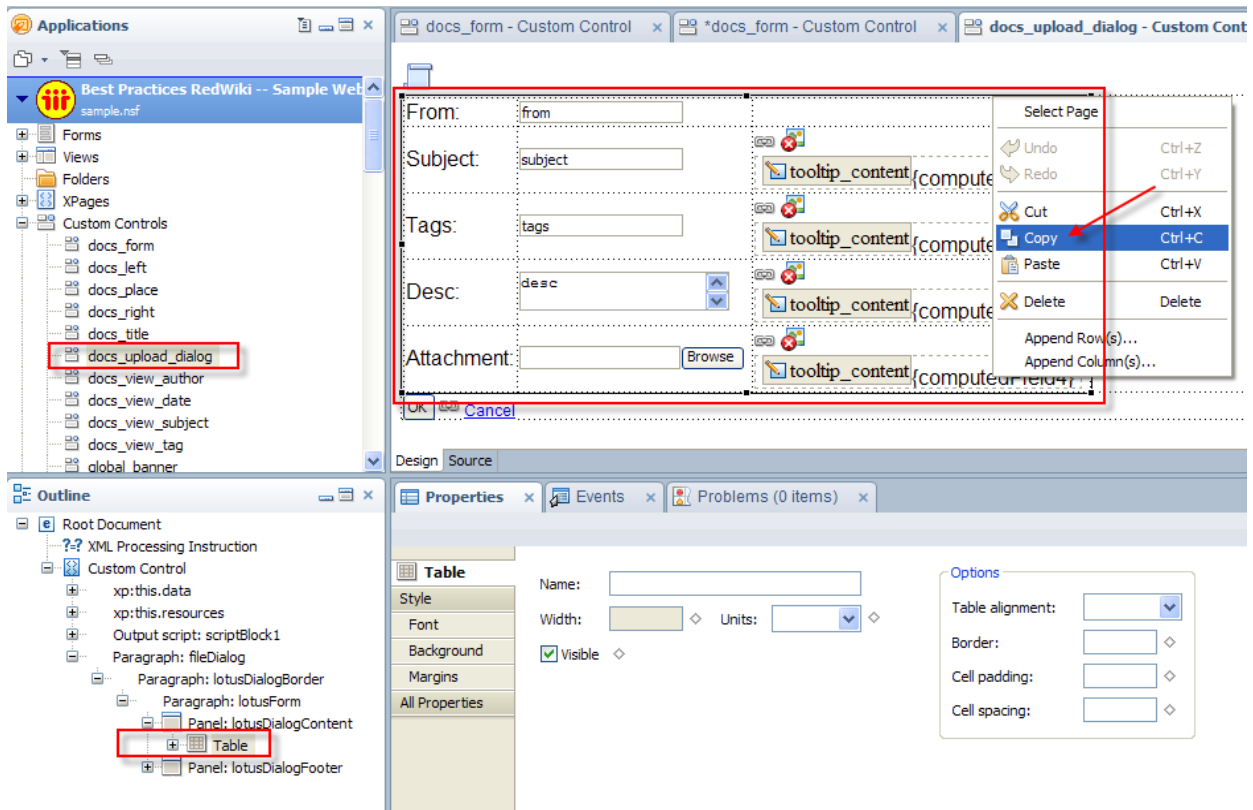 Applications
Best Practices RedWiki -- Sample Web
sample.nsf
Forms
Views
Folders
XPages
Custom Controls
docs_form
docs_left
docs_place
docs_right
docs_title
docs_upload_dialog
docs_view_author
docs_view_date
docs_view_subject
docs_view_tag
global_banner
docs_form - Custom Control
*docs_form - Custom Control
docs_upload_dialog - Custom Cont
From: from
Subject: subject
tooltip_content {compute
Tags: tags
tooltip_content {compute
Desc: desc
tooltip_content {compute
Attachment: Browse
tooltip_content {computedField4}
OK Cancel
Select Page
Undo Ctrl+Z
Redo Ctrl+Y
Cut Ctrl+X
Copy Ctrl+C
Paste Ctrl+V
Delete Delete
Append Row(s)...
Append Column(s)...
Design Source
Outline
Root Document
?=? XML Processing Instruction
Custom Control
xp:this.data
xp:this.resources
Output script: scriptBlock1
Paragraph: fileDialog
Paragraph: lotusDialogBorder
Paragraph: lotusForm
Panel: lotusDialogContent
Table
Panel: lotusDialogFooter
Properties
Events
Problems (0 items)
Table
Style
Font
Background
Margins
All Properties
Name:
Width: Units:
Visible
Options
Table alignment:
Border:
Cell padding:
Cell spacing: